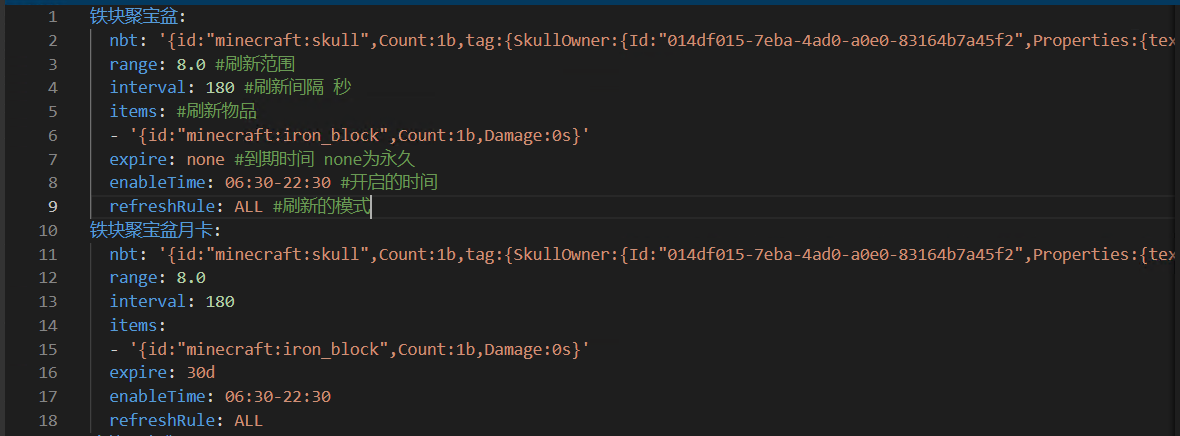 1 铁块聚宝盆:
2 nbt: '{id:"minecraft:skull",Count:1b,tag:{SkullOwner:{Id:"014df015-7eba-4ad0-a0e0-83164b7a45f2",Properties:{tex
3 range: 8.0 #刷新范围
4 interval: 180 #刷新间隔 秒
5 items: #刷新物品
6 - '{id:"minecraft:iron_block",Count:1b,Damage:0s}'
7 expire: none #到期时间 none为永久
8 enableTime: 06:30-22:30 #开启的时间
9 refreshRule: ALL #刷新的模式
10 铁块聚宝盆月卡:
11 nbt: '{id:"minecraft:skull",Count:1b,tag:{SkullOwner:{Id:"014df015-7eba-4ad0-a0e0-83164b7a45f2",Properties:{tex
12 range: 8.0
13 interval: 180
14 items:
15 - '{id:"minecraft:iron_block",Count:1b,Damage:0s}'
16 expire: 30d
17 enableTime: 06:30-22:30
18 refreshRule: ALL